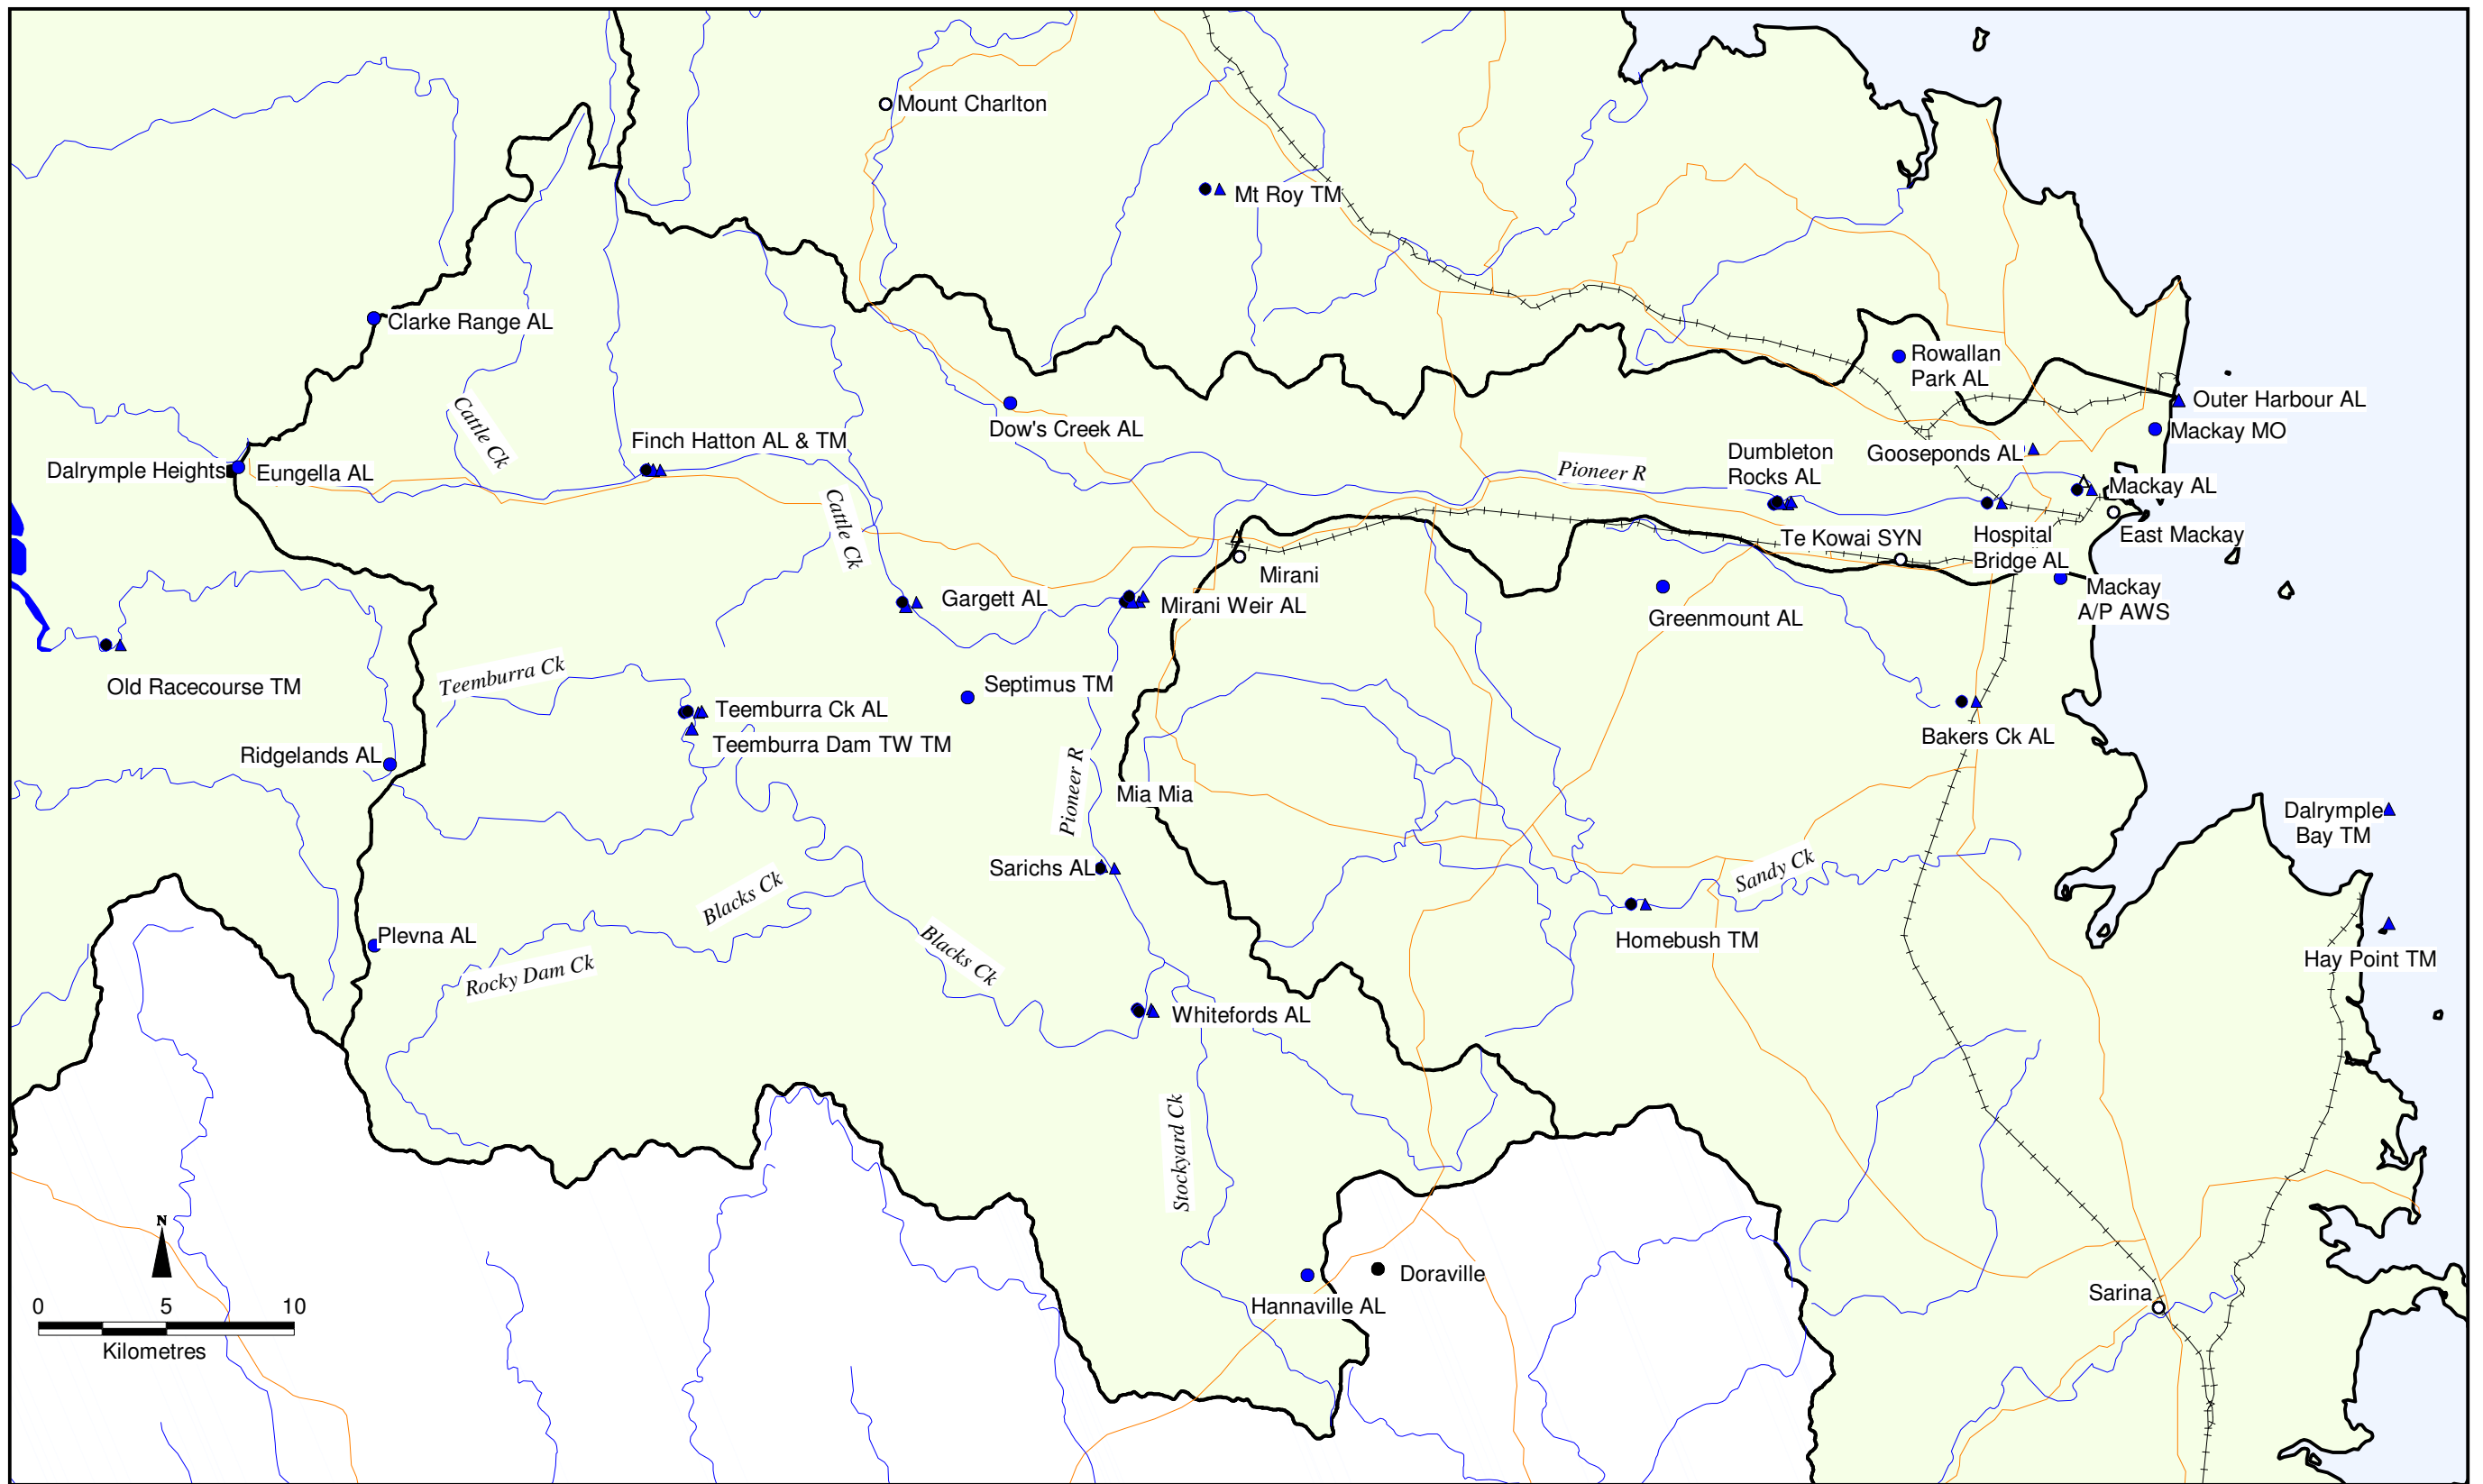 Mount Charlton
Mt Roy TM
Clarke Range AL
Rowallan
Park AL
Outer Harbour AL
Dow's Creek AL
Mackay MO
Cattle Ck
Finch Hatton AL & TM
Dumbleton
Rocks AL
Gooseponds AL
Dalrymple Heights
Eungella AL
Pioneer R
Mackay AL
Cattle Ck
Te Kowai SYN
Hospital
Bridge AL
East Mackay
Mirani
Gargett AL
Mirani Weir AL
Greenmount AL
Mackay
A/P AWS
Old Racecourse TM
Teemburra Ck
Septimus TM
Teemburra Ck AL
Teemburra Dam TW TM
Bakers Ck AL
Ridgelands AL
Pioneer R
Mia Mia
Dalrymple
Bay TM
Sarichs AL
Sandy Ck
Blacks Ck
Plevna AL
Rocky Dam Ck
Blacks Ck
Homebush TM
Hay Point TM
Whitefords AL
Stockyard Ck
N
Doraville
Hannaville AL
Sarina
0 5 10
Kilometres